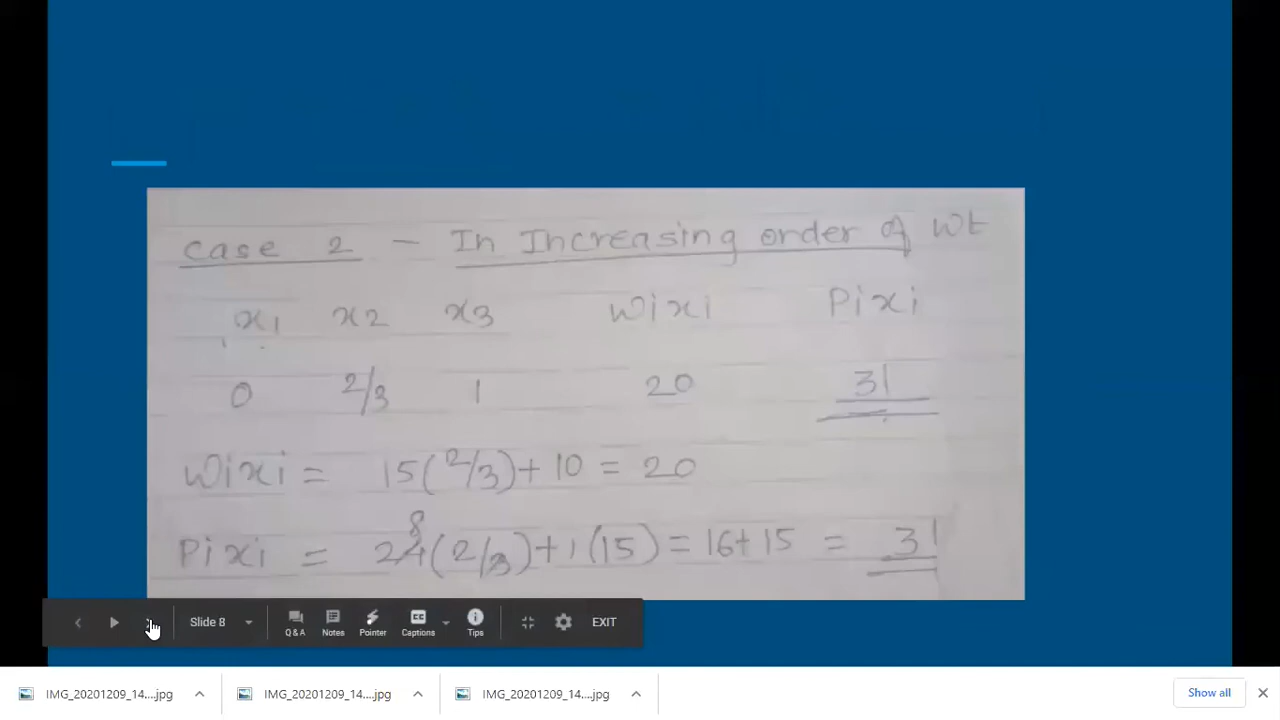 case 2 - In Increasing order of wt
x1 x2 x3 Wixi Pixi
0 2/3 1 20 31
Wixi = 15(2/3)+10 = 20
Pixi = 24(2/3)+1(15) = 16+15 = 31
8
Slide 8
Q&A Notes Pointer Captions Tips EXIT
IMG_20201209_14....jpg IMG_20201209_14....jpg IMG_20201209_14....jpg Show all